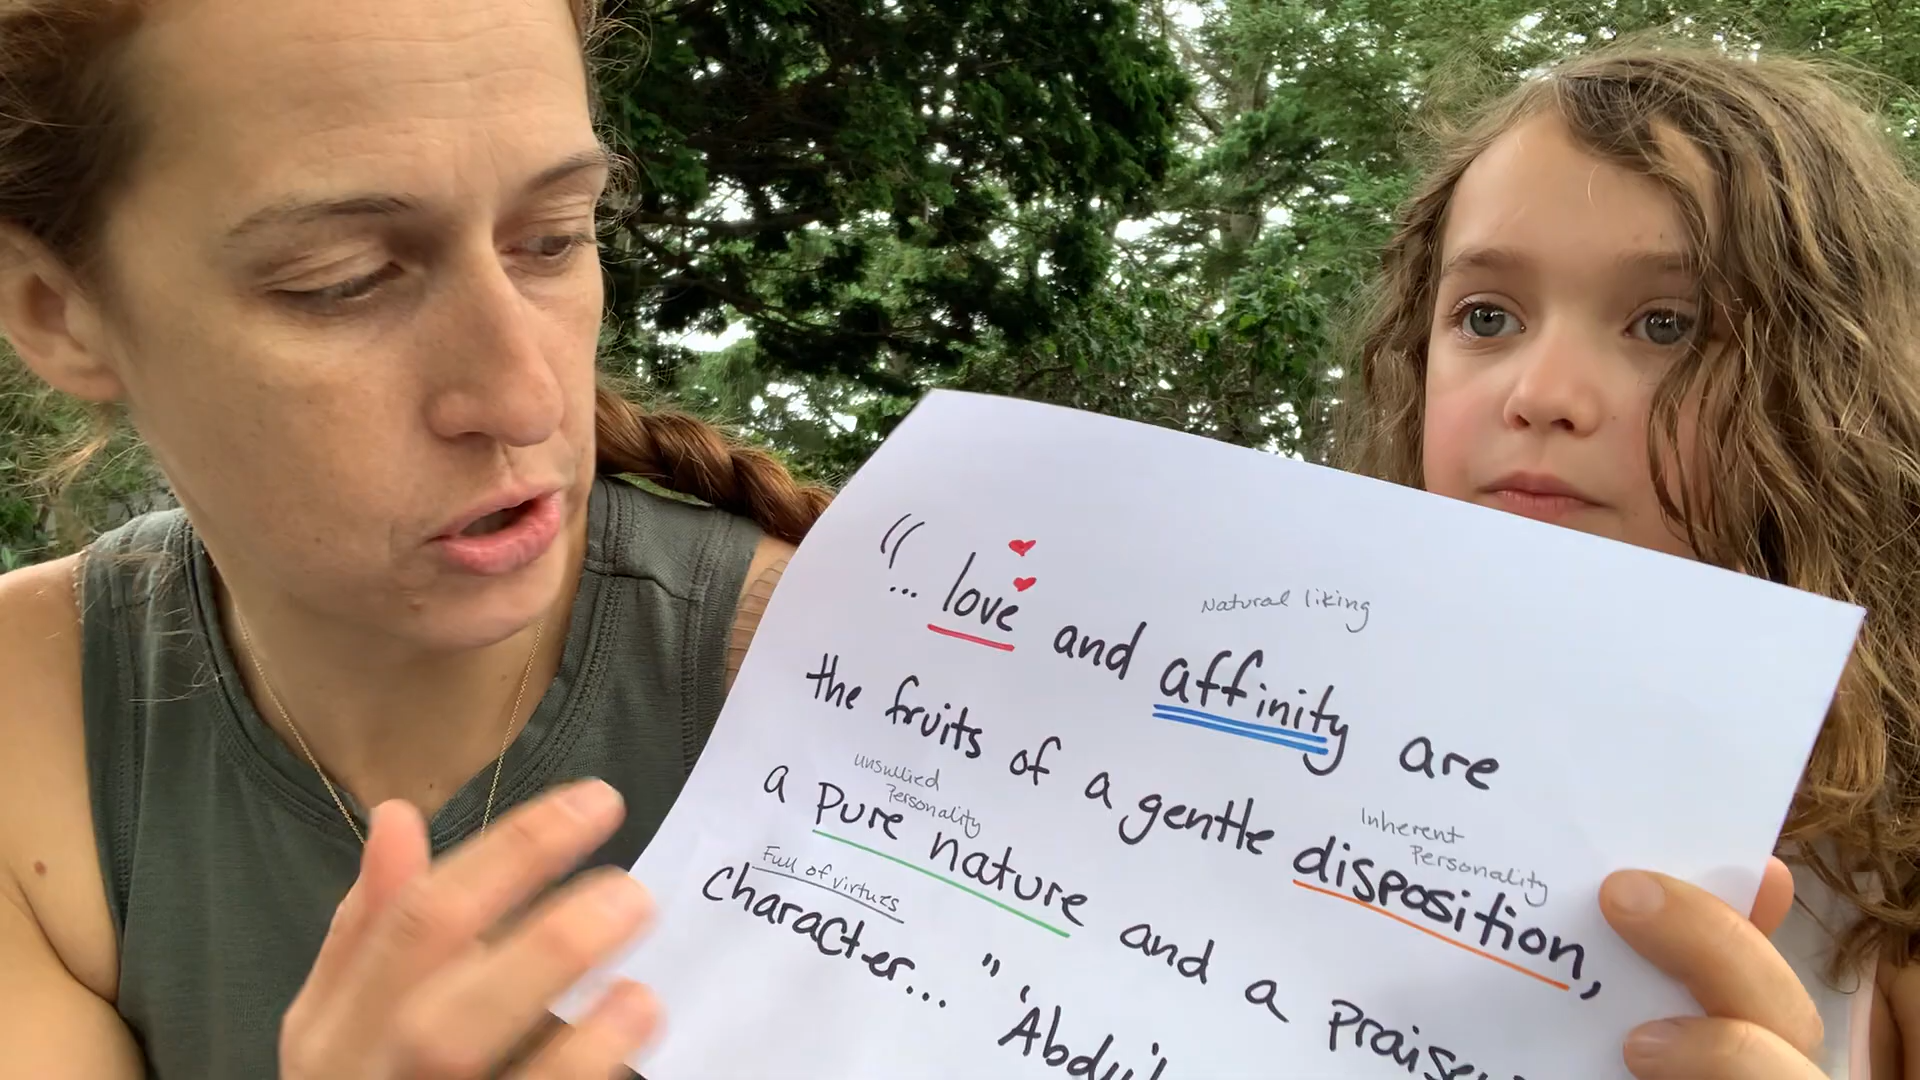 "... love and affinity are
Natural liking
the fruits of a gentle disposition,
Inherent
Personality
a pure nature and a
unsullied
Personality
character... "
Full of virtues